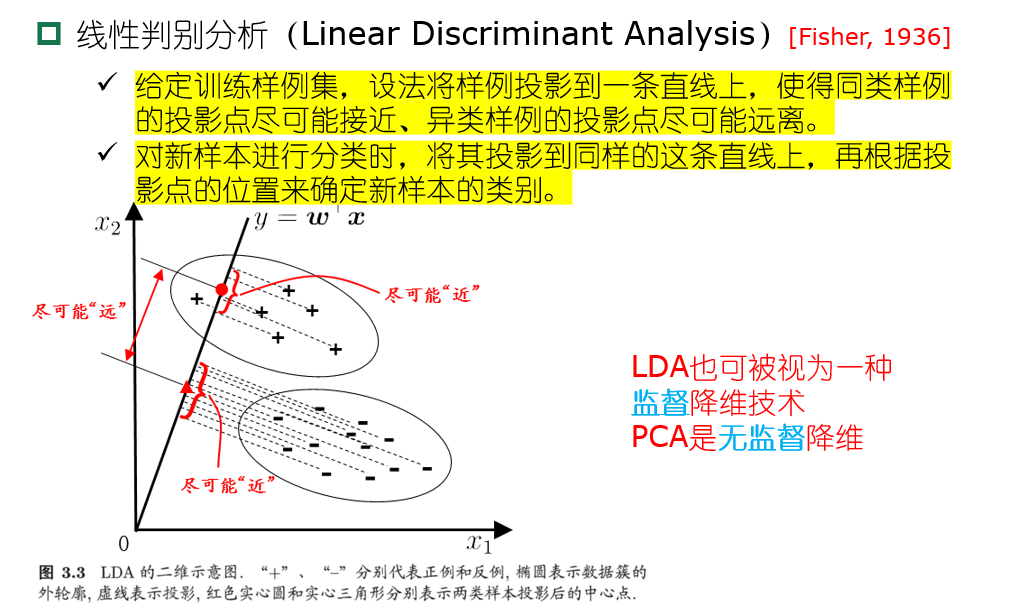 线性判别分析（Linear Discriminant Analysis）[Fisher, 1936]
✓ 给定训练样例集，设法将样例投影到一条直线上，使得同类样例
的投影点尽可能接近、异类样例的投影点尽可能远离。
✓ 对新样本进行分类时，将其投影到同样的这条直线上，再根据投
影点的位置来确定新样本的类别。
x₂
y = wᵀx
尽可能“远”
尽可能“近”
LDA也可被视为一种
监督降维技术
PCA是无监督降维
尽可能“近”
0
x₁
图 3.3 LDA 的二维示意图. “+”、“–”分别代表正例和反例, 椭圆表示数据簇的
外轮廓, 虚线表示投影, 红色实心圆和实心三角形分别表示两类样本投影后的中心点.